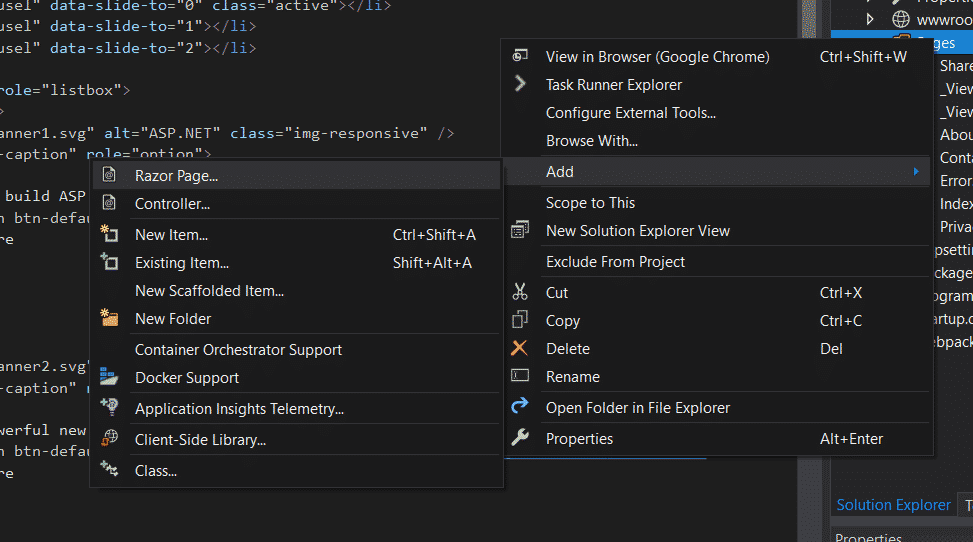 usel" data-slide-to="0" class="active"></li>
usel" data-slide-to="1"></li>
usel" data-slide-to="2"></li>
role="listbox">
>
anner1.svg" alt="ASP.NET" class="img-responsive" />
-caption" role="option">
build ASP
n btn-defau
re
anner2.svg"
-caption"
werful new
n btn-defau
re
Razor Page...
Controller...
New Item... Ctrl+Shift+A
Existing Item... Shift+Alt+A
New Scaffolded Item...
New Folder
Container Orchestrator Support
Docker Support
Application Insights Telemetry...
Client-Side Library...
Class...
View in Browser (Google Chrome) Ctrl+Shift+W
Task Runner Explorer
Configure External Tools...
Browse With...
Add
Scope to This
New Solution Explorer View
Exclude From Project
Cut Ctrl+X
Copy Ctrl+C
Delete Del
Rename
Open Folder in File Explorer
Properties Alt+Enter
wwwroo
ges
Share
_View
_View
Abou
Conta
Error
Index
Priva
psettin
ackage
ogram
artup.c
ebpack
Solution Explorer
Properties